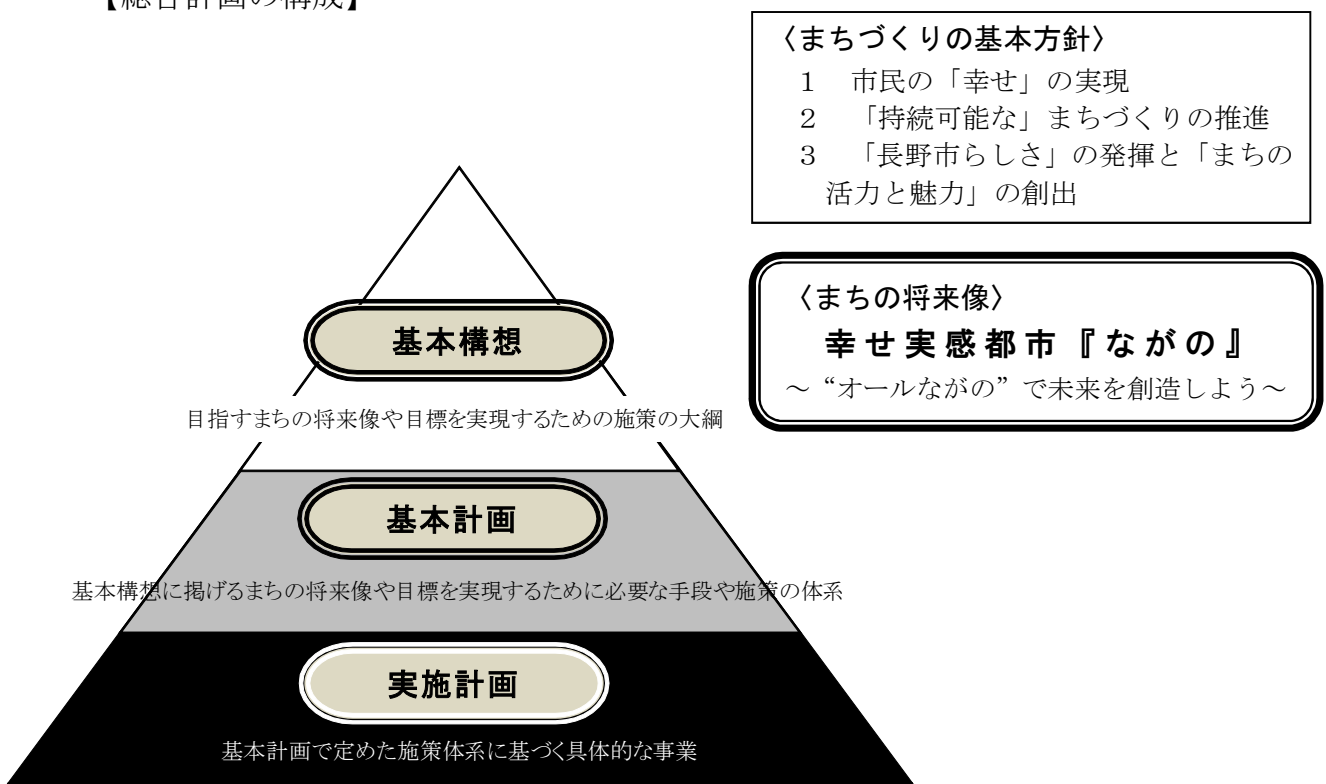 【総合計画の構成】
〈まちづくりの基本方針〉
１　市民の「幸せ」の実現
２　「持続可能な」まちづくりの推進
３　「長野市らしさ」の発揮と「まちの
活力と魅力」の創出
〈まちの将来像〉
幸せ実感都市『ながの』
～“オールながの”で未来を創造しよう～
基本構想
目指すまちの将来像や目標を実現するための施策の大綱
基本計画
基本構想に掲げるまちの将来像や目標を実現するために必要な手段や施策の体系
実施計画
基本計画で定めた施策体系に基づく具体的な事業